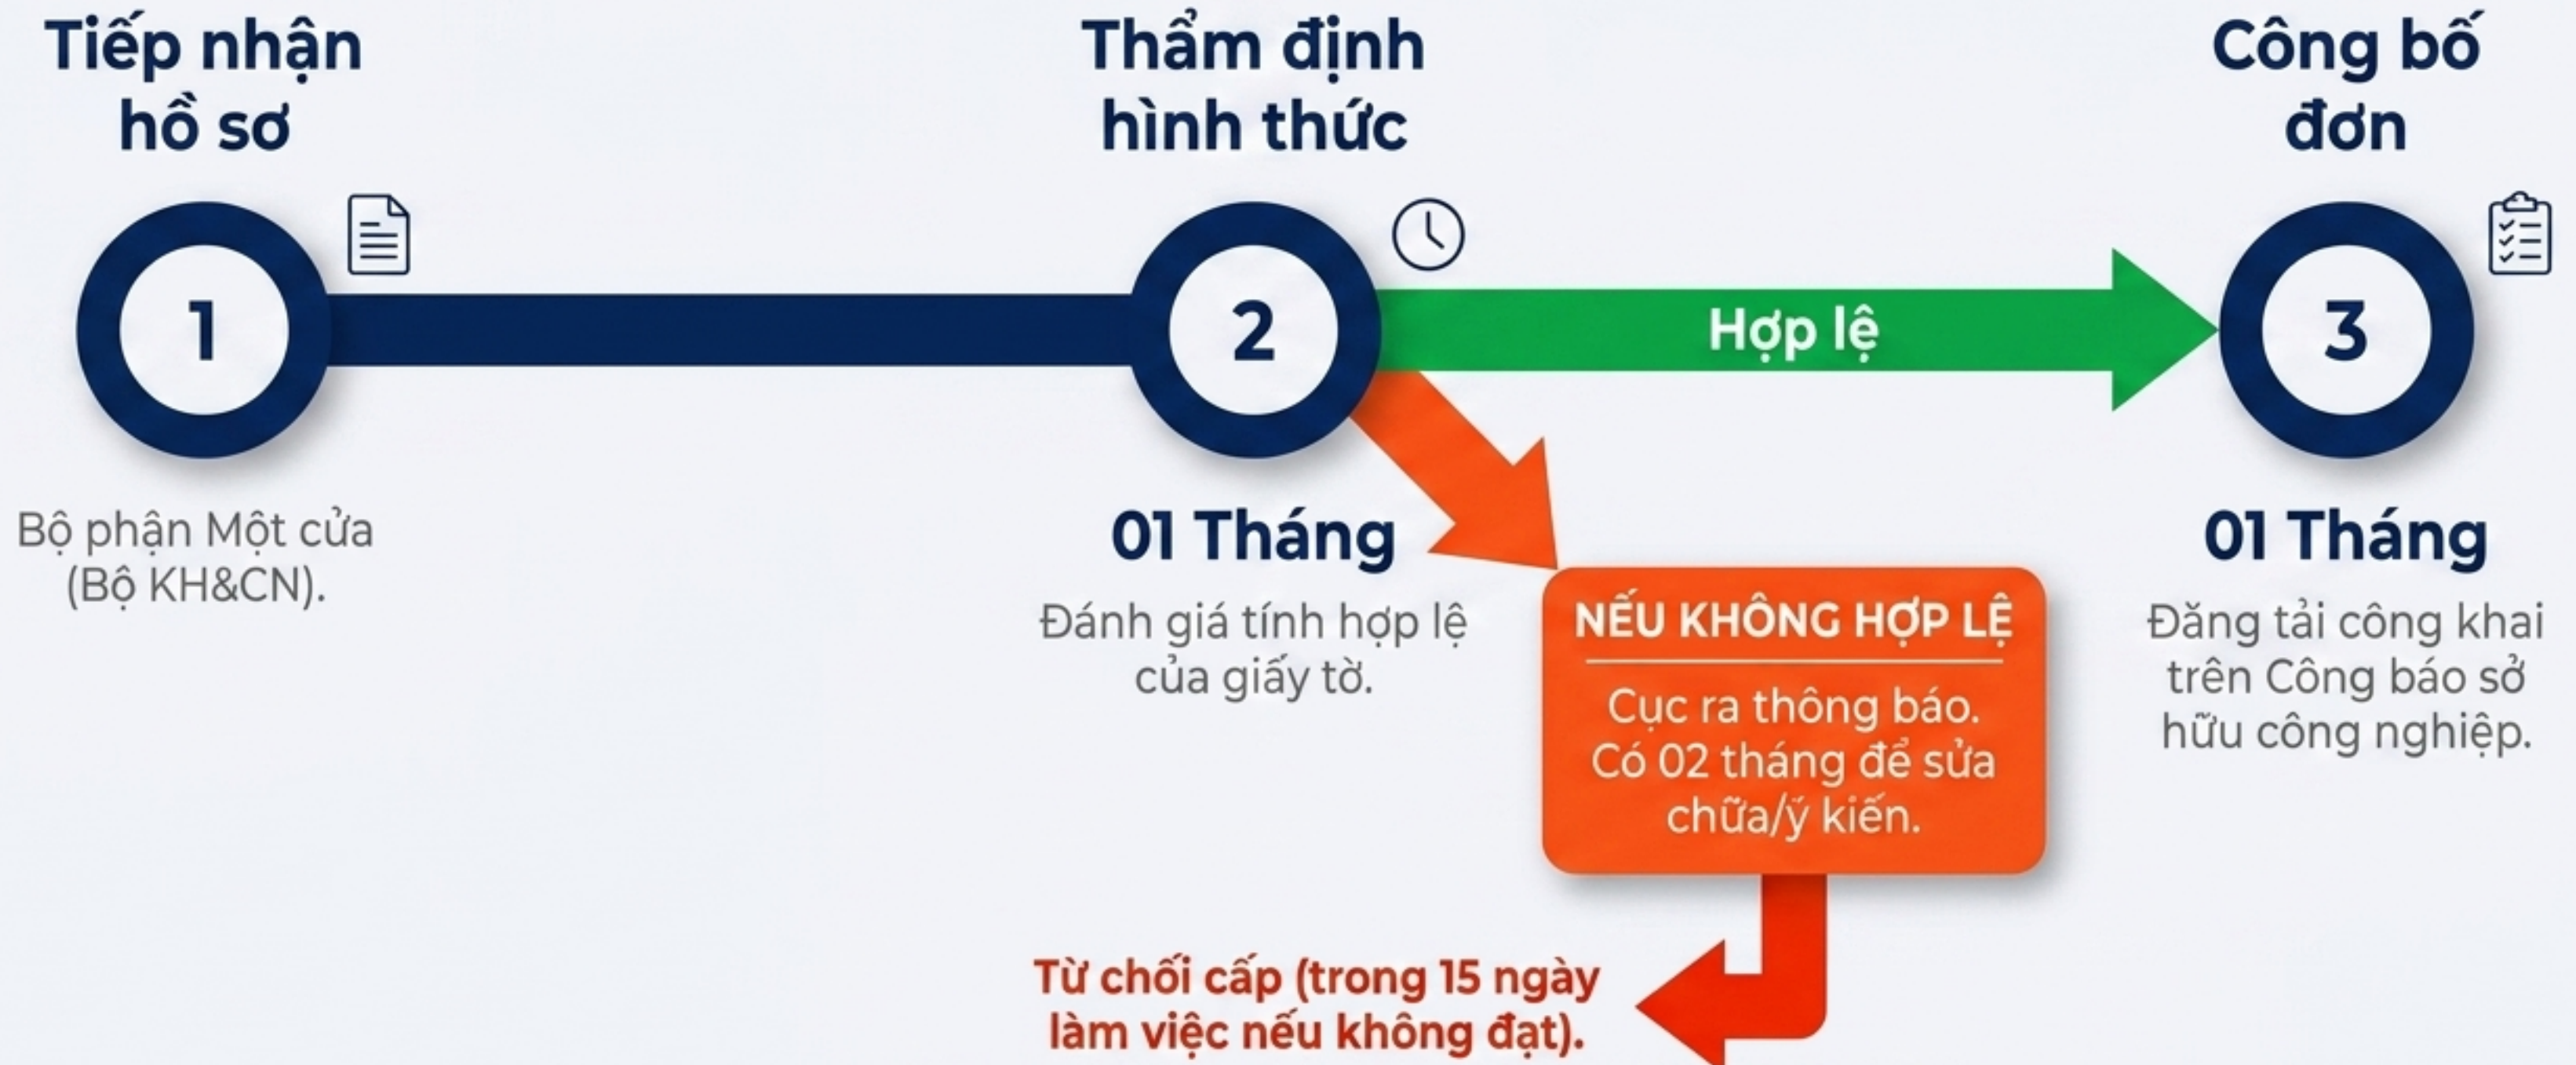 Tiếp nhận
hồ sơ
1
Bộ phận Một cửa
(Bộ KH&CN).
Thẩm định
hình thức
2
01 Tháng
Đánh giá tính hợp lệ
của giấy tờ.
Hợp lệ
NẾU KHÔNG HỢP LỆ
Cục ra thông báo.
Có 02 tháng để sửa
chữa/ý kiến.
Từ chối cấp (trong 15 ngày
làm việc nếu không đạt).
Công bố
đơn
3
01 Tháng
Đăng tải công khai
trên Công báo sở
hữu công nghiệp.